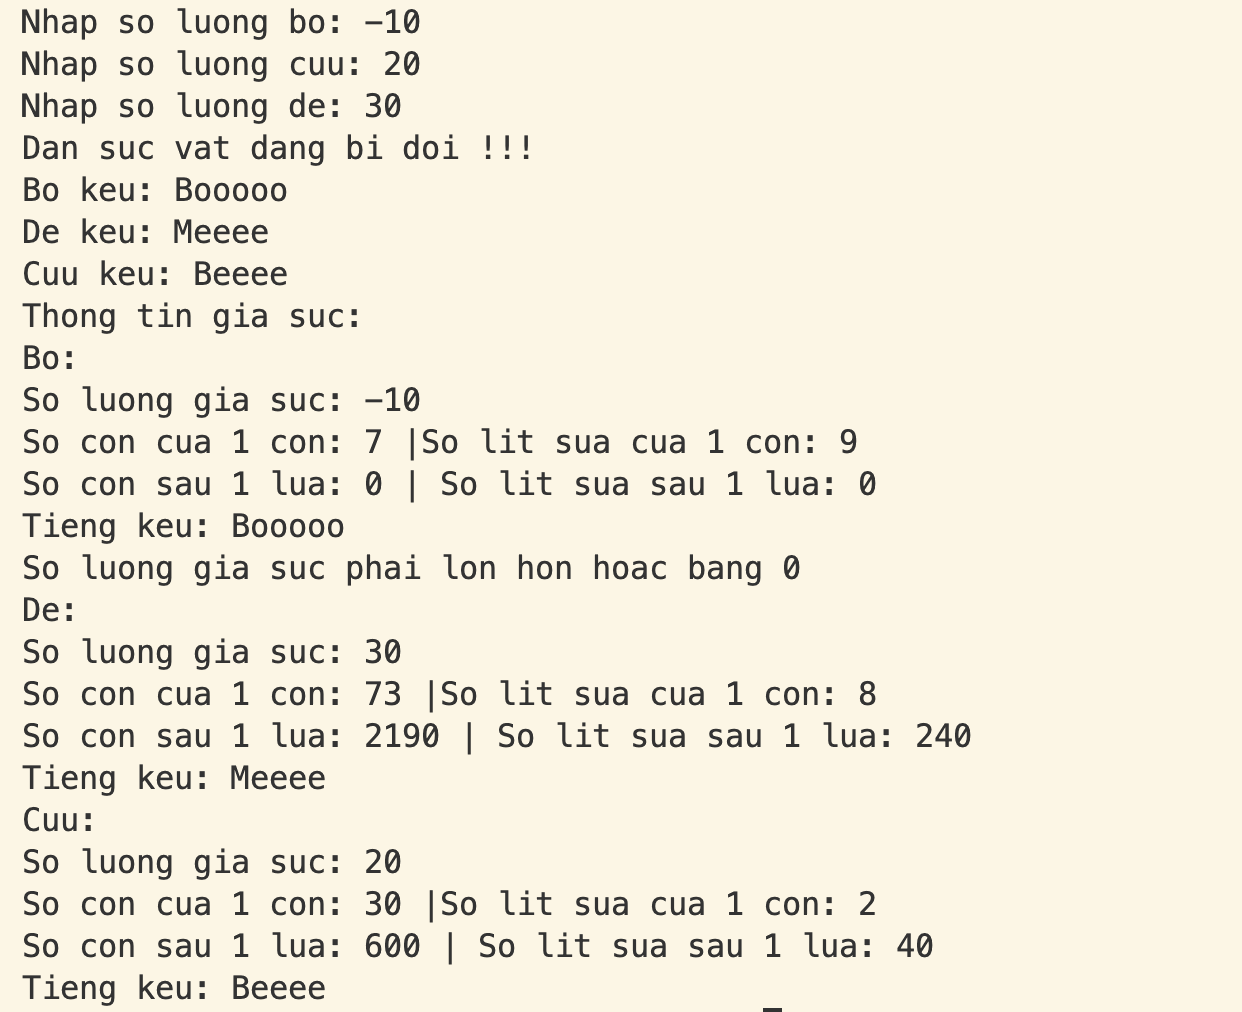 Nhap so luong bo: -10
Nhap so luong cuu: 20
Nhap so luong de: 30
Dan suc vat dang bi doi !!!
Bo keu: Booooo
De keu: Meeee
Cuu keu: Beeee
Thong tin gia suc:
Bo:
So luong gia suc: -10
So con cua 1 con: 7 |So lit sua cua 1 con: 9
So con sau 1 lua: 0 | So lit sua sau 1 lua: 0
Tieng keu: Booooo
So luong gia suc phai lon hon hoac bang 0
De:
So luong gia suc: 30
So con cua 1 con: 73 |So lit sua cua 1 con: 8
So con sau 1 lua: 2190 | So lit sua sau 1 lua: 240
Tieng keu: Meeee
Cuu:
So luong gia suc: 20
So con cua 1 con: 30 |So lit sua cua 1 con: 2
So con sau 1 lua: 600 | So lit sua sau 1 lua: 40
Tieng keu: Beeee